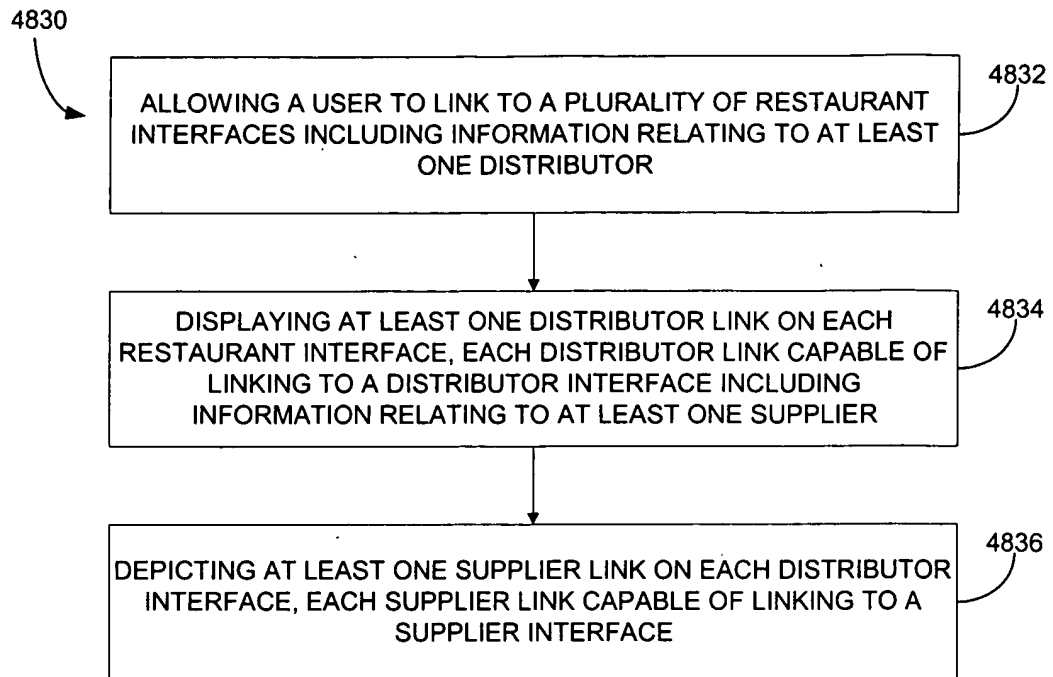 4830
4832
ALLOWING A USER TO LINK TO A PLURALITY OF RESTAURANT
INTERFACES INCLUDING INFORMATION RELATING TO AT LEAST
ONE DISTRIBUTOR
4834
DISPLAYING AT LEAST ONE DISTRIBUTOR LINK ON EACH
RESTAURANT INTERFACE, EACH DISTRIBUTOR LINK CAPABLE OF
LINKING TO A DISTRIBUTOR INTERFACE INCLUDING
INFORMATION RELATING TO AT LEAST ONE SUPPLIER
4836
DEPICTING AT LEAST ONE SUPPLIER LINK ON EACH DISTRIBUTOR
INTERFACE, EACH SUPPLIER LINK CAPABLE OF LINKING TO A
SUPPLIER INTERFACE